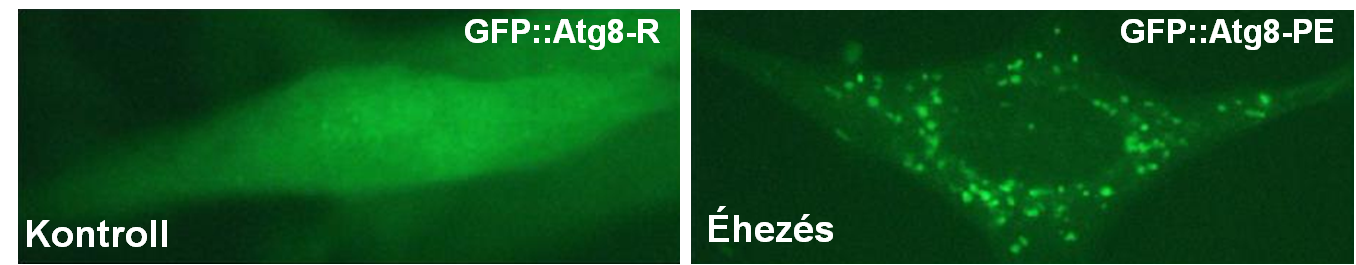 GFP::Atg8-R
Kontroll
GFP::Atg8-PE
Éhezés